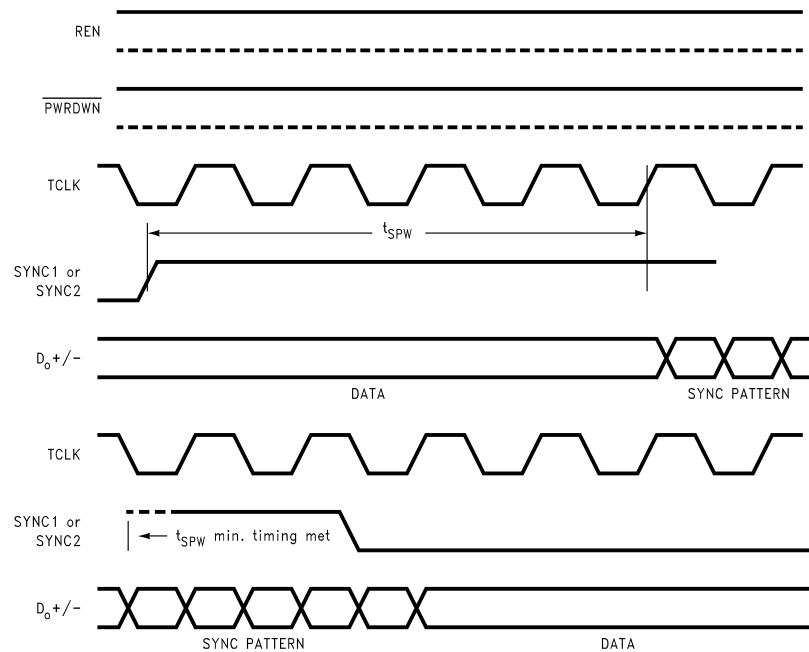 REN
PWRDWN
TCLK
tSPW
SYNC1 or
SYNC2
Do+/-
DATA
SYNC PATTERN
TCLK
SYNC1 or
SYNC2
tSPW min. timing met
Do+/-
SYNC PATTERN
DATA